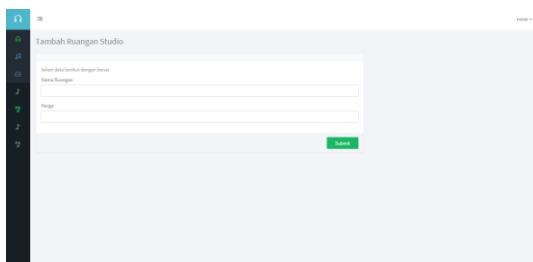 Tambah Ruangan Studio
Isikan data berikut dengan benar
Nama Ruangan
Harga
Submit